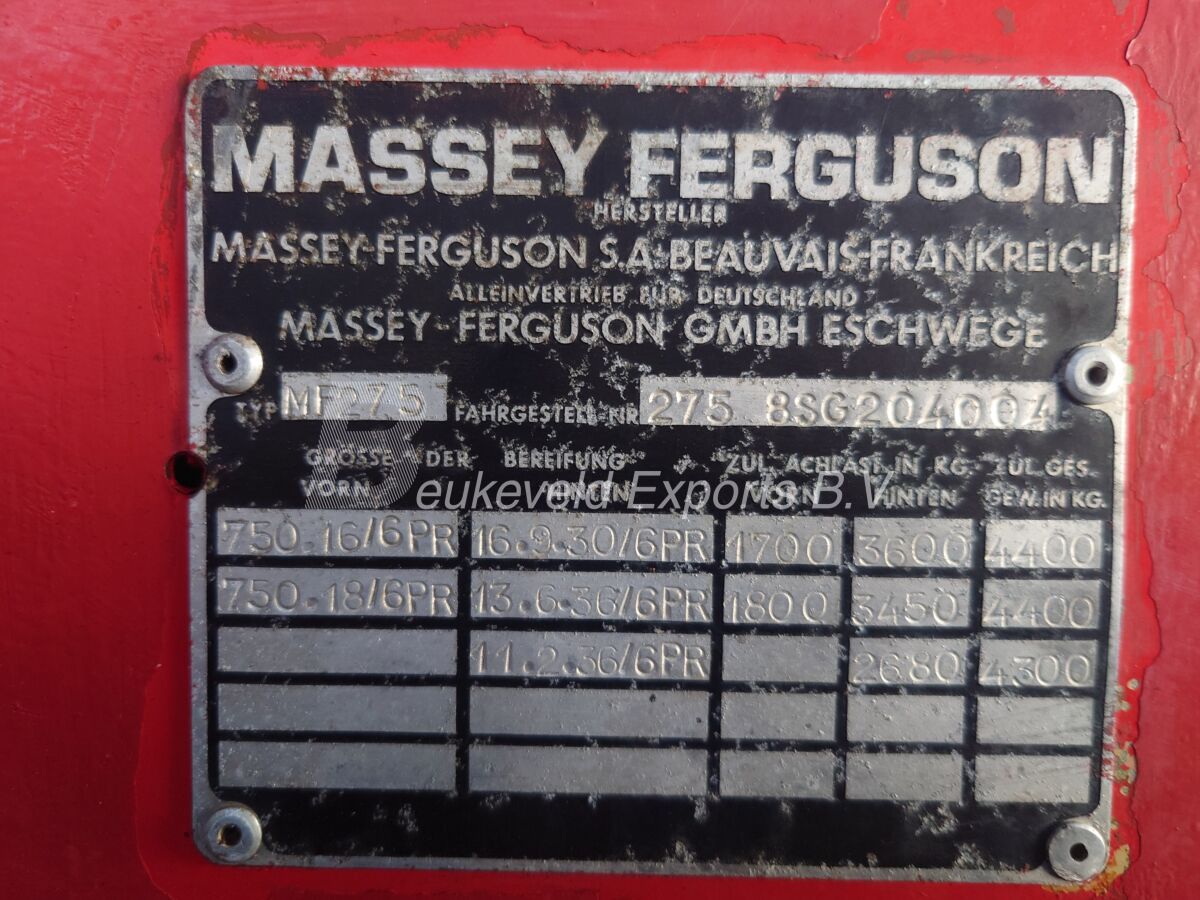 MASSEY FERGUSON
HERSTELLER
MASSEY-FERGUSON S.A. BEAUVAIS-FRANKREICH
ALLEINVERTRIEB FÜR DEUTSCHLAND
MASSEY-FERGUSON GMBH ESCHWEGE
TYP MF275 FAHRGESTELL-NR 275 8SG204004
GRÖSSE DER BEREIFUNG ZUL. ACHLAST IN KG. ZUL. GES.
VORN HINTEN VORN HINTEN GEW. IN KG.
Beukeveld Exports B.V.
750.16/6PR 16.9.30/6PR 1700 3600 4400
750.18/6PR 13.6.36/6PR 1800 3450 4400
11.2.36/6PR 2680 4300